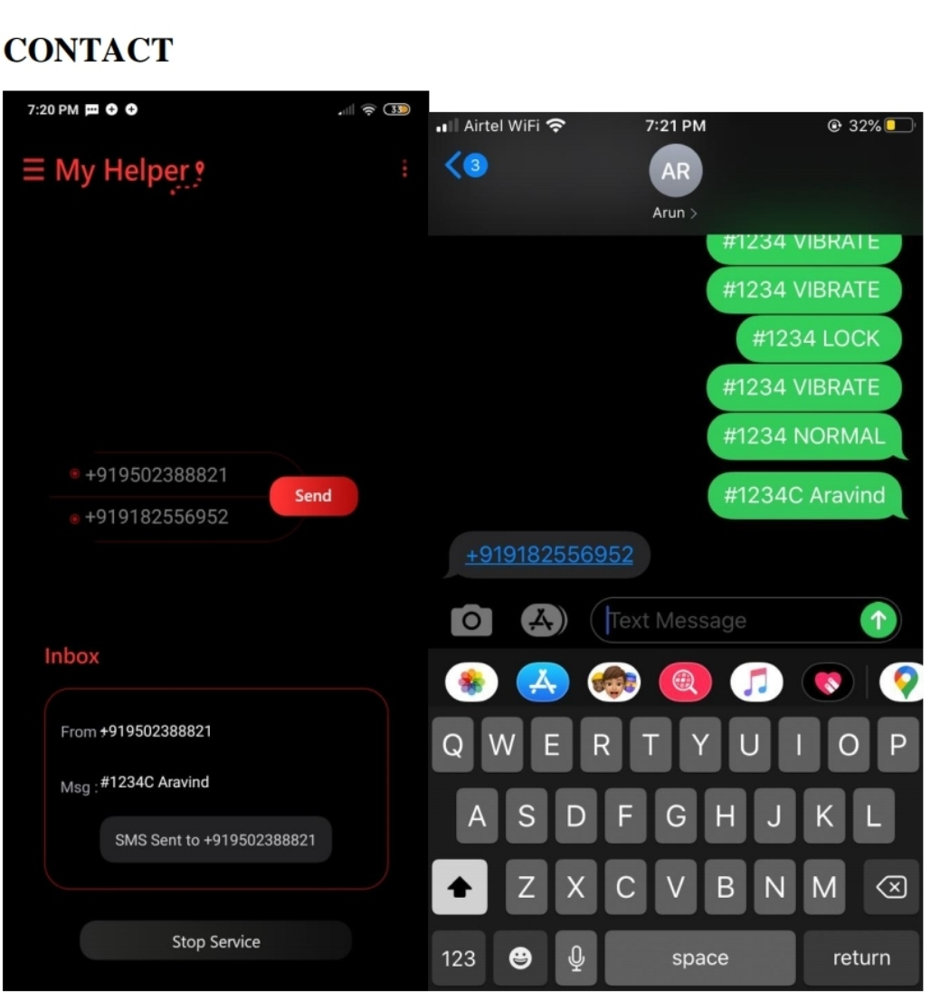 CONTACT
7:20 PM
33
My Helper
+919502388821
Send
+919182556952
Inbox
From +919502388821
Msg : #1234C Aravind
SMS Sent to +919502388821
Stop Service
Airtel WiFi 7:21 PM 32%
3
AR
Arun >
#1234 VIBRATE
#1234 VIBRATE
#1234 LOCK
#1234 VIBRATE
#1234 NORMAL
#1234C Aravind
+919182556952
Text Message
Q W E R T Y U I O P
A S D F G H J K L
Z X C V B N M
123 space return